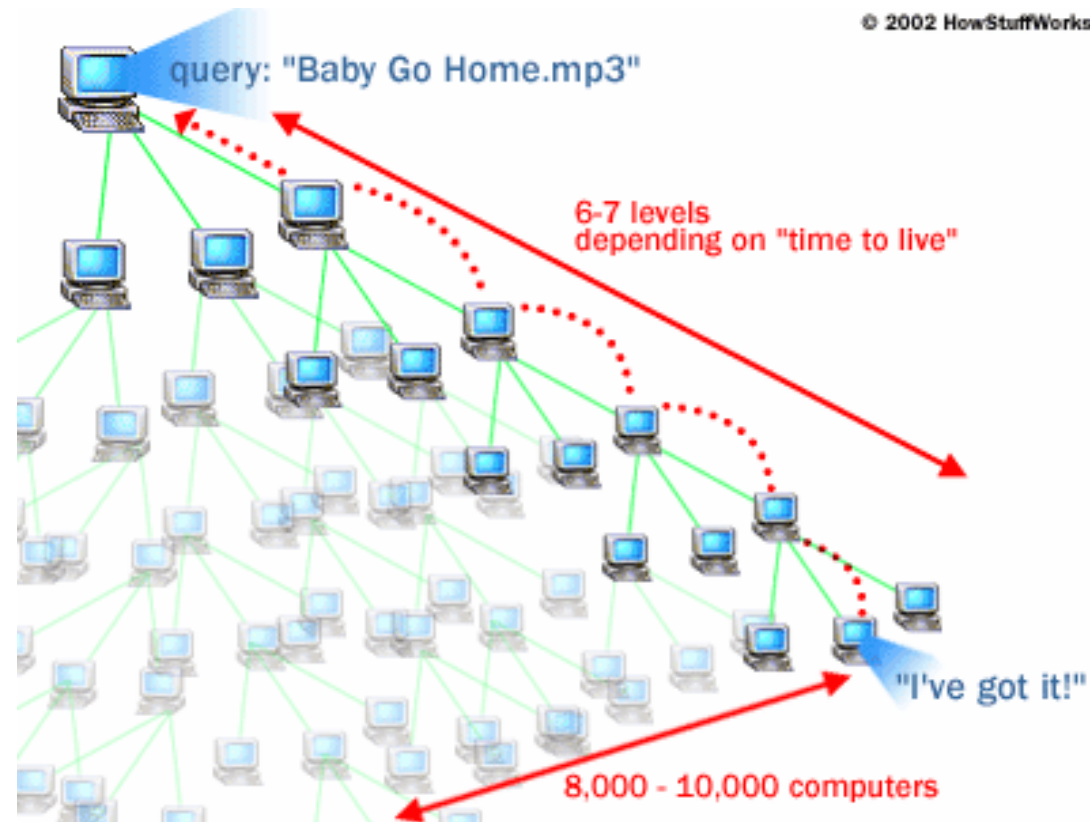 © 2002 HowStuffWorks
query: "Baby Go Home.mp3"
6-7 levels
depending on "time to live"
"I've got it!"
8,000 - 10,000 computers